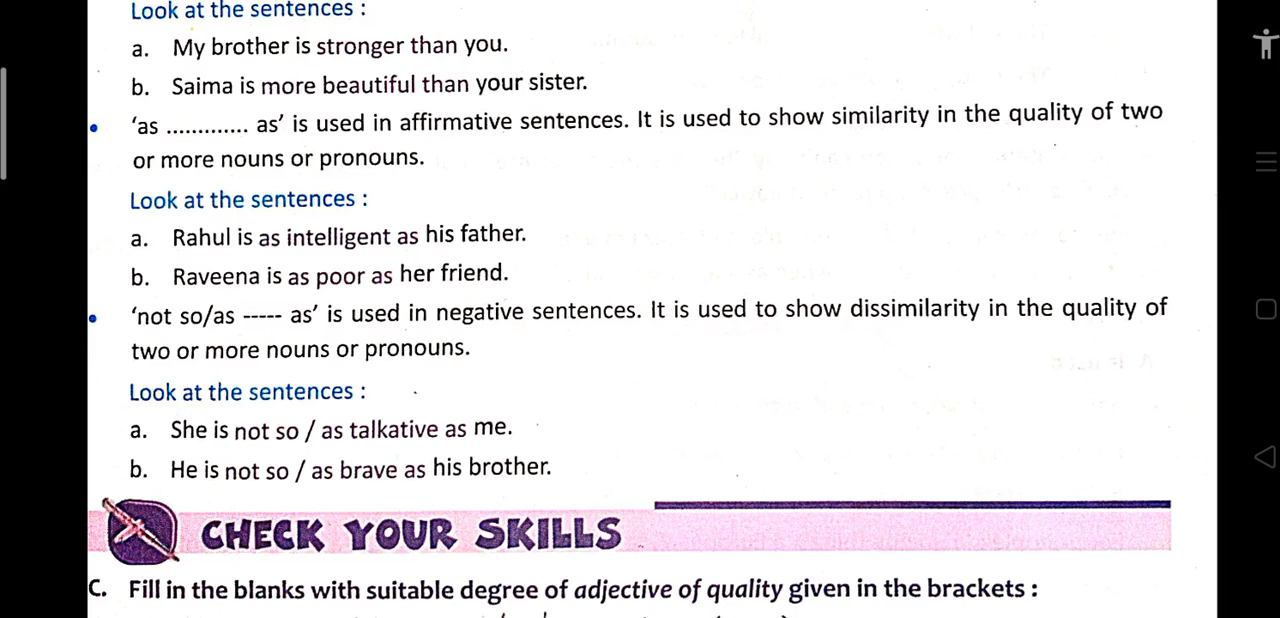 Look at the sentences :
a. My brother is stronger than you.
b. Saima is more beautiful than your sister.
• ‘as ............. as’ is used in affirmative sentences. It is used to show similarity in the quality of two
or more nouns or pronouns.
Look at the sentences :
a. Rahul is as intelligent as his father.
b. Raveena is as poor as her friend.
• ‘not so/as ----- as’ is used in negative sentences. It is used to show dissimilarity in the quality of
two or more nouns or pronouns.
Look at the sentences :
a. She is not so / as talkative as me.
b. He is not so / as brave as his brother.
CHECK YOUR SKILLS
C. Fill in the blanks with suitable degree of adjective of quality given in the brackets :